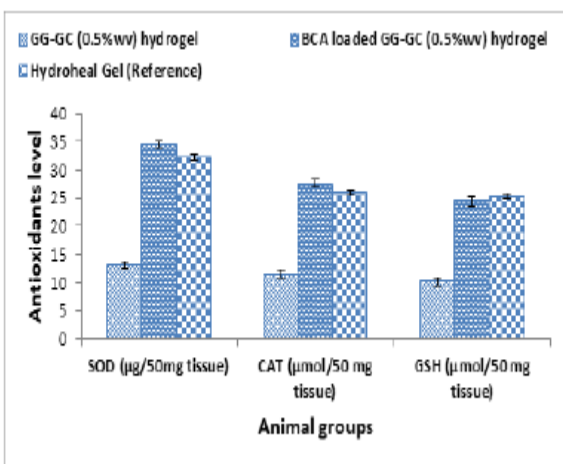 GG-GC (0.5%wv) hydrogel
BCA loaded GG-GC (0.5%wv) hydrogel
Hydroheal Gel (Reference)
Antioxidants level
40
35
30
25
20
15
10
5
0
SOD (μg/50mg tissue)
CAT (μmol/50 mg
tissue)
GSH (μmol/50 mg
tissue)
Animal groups